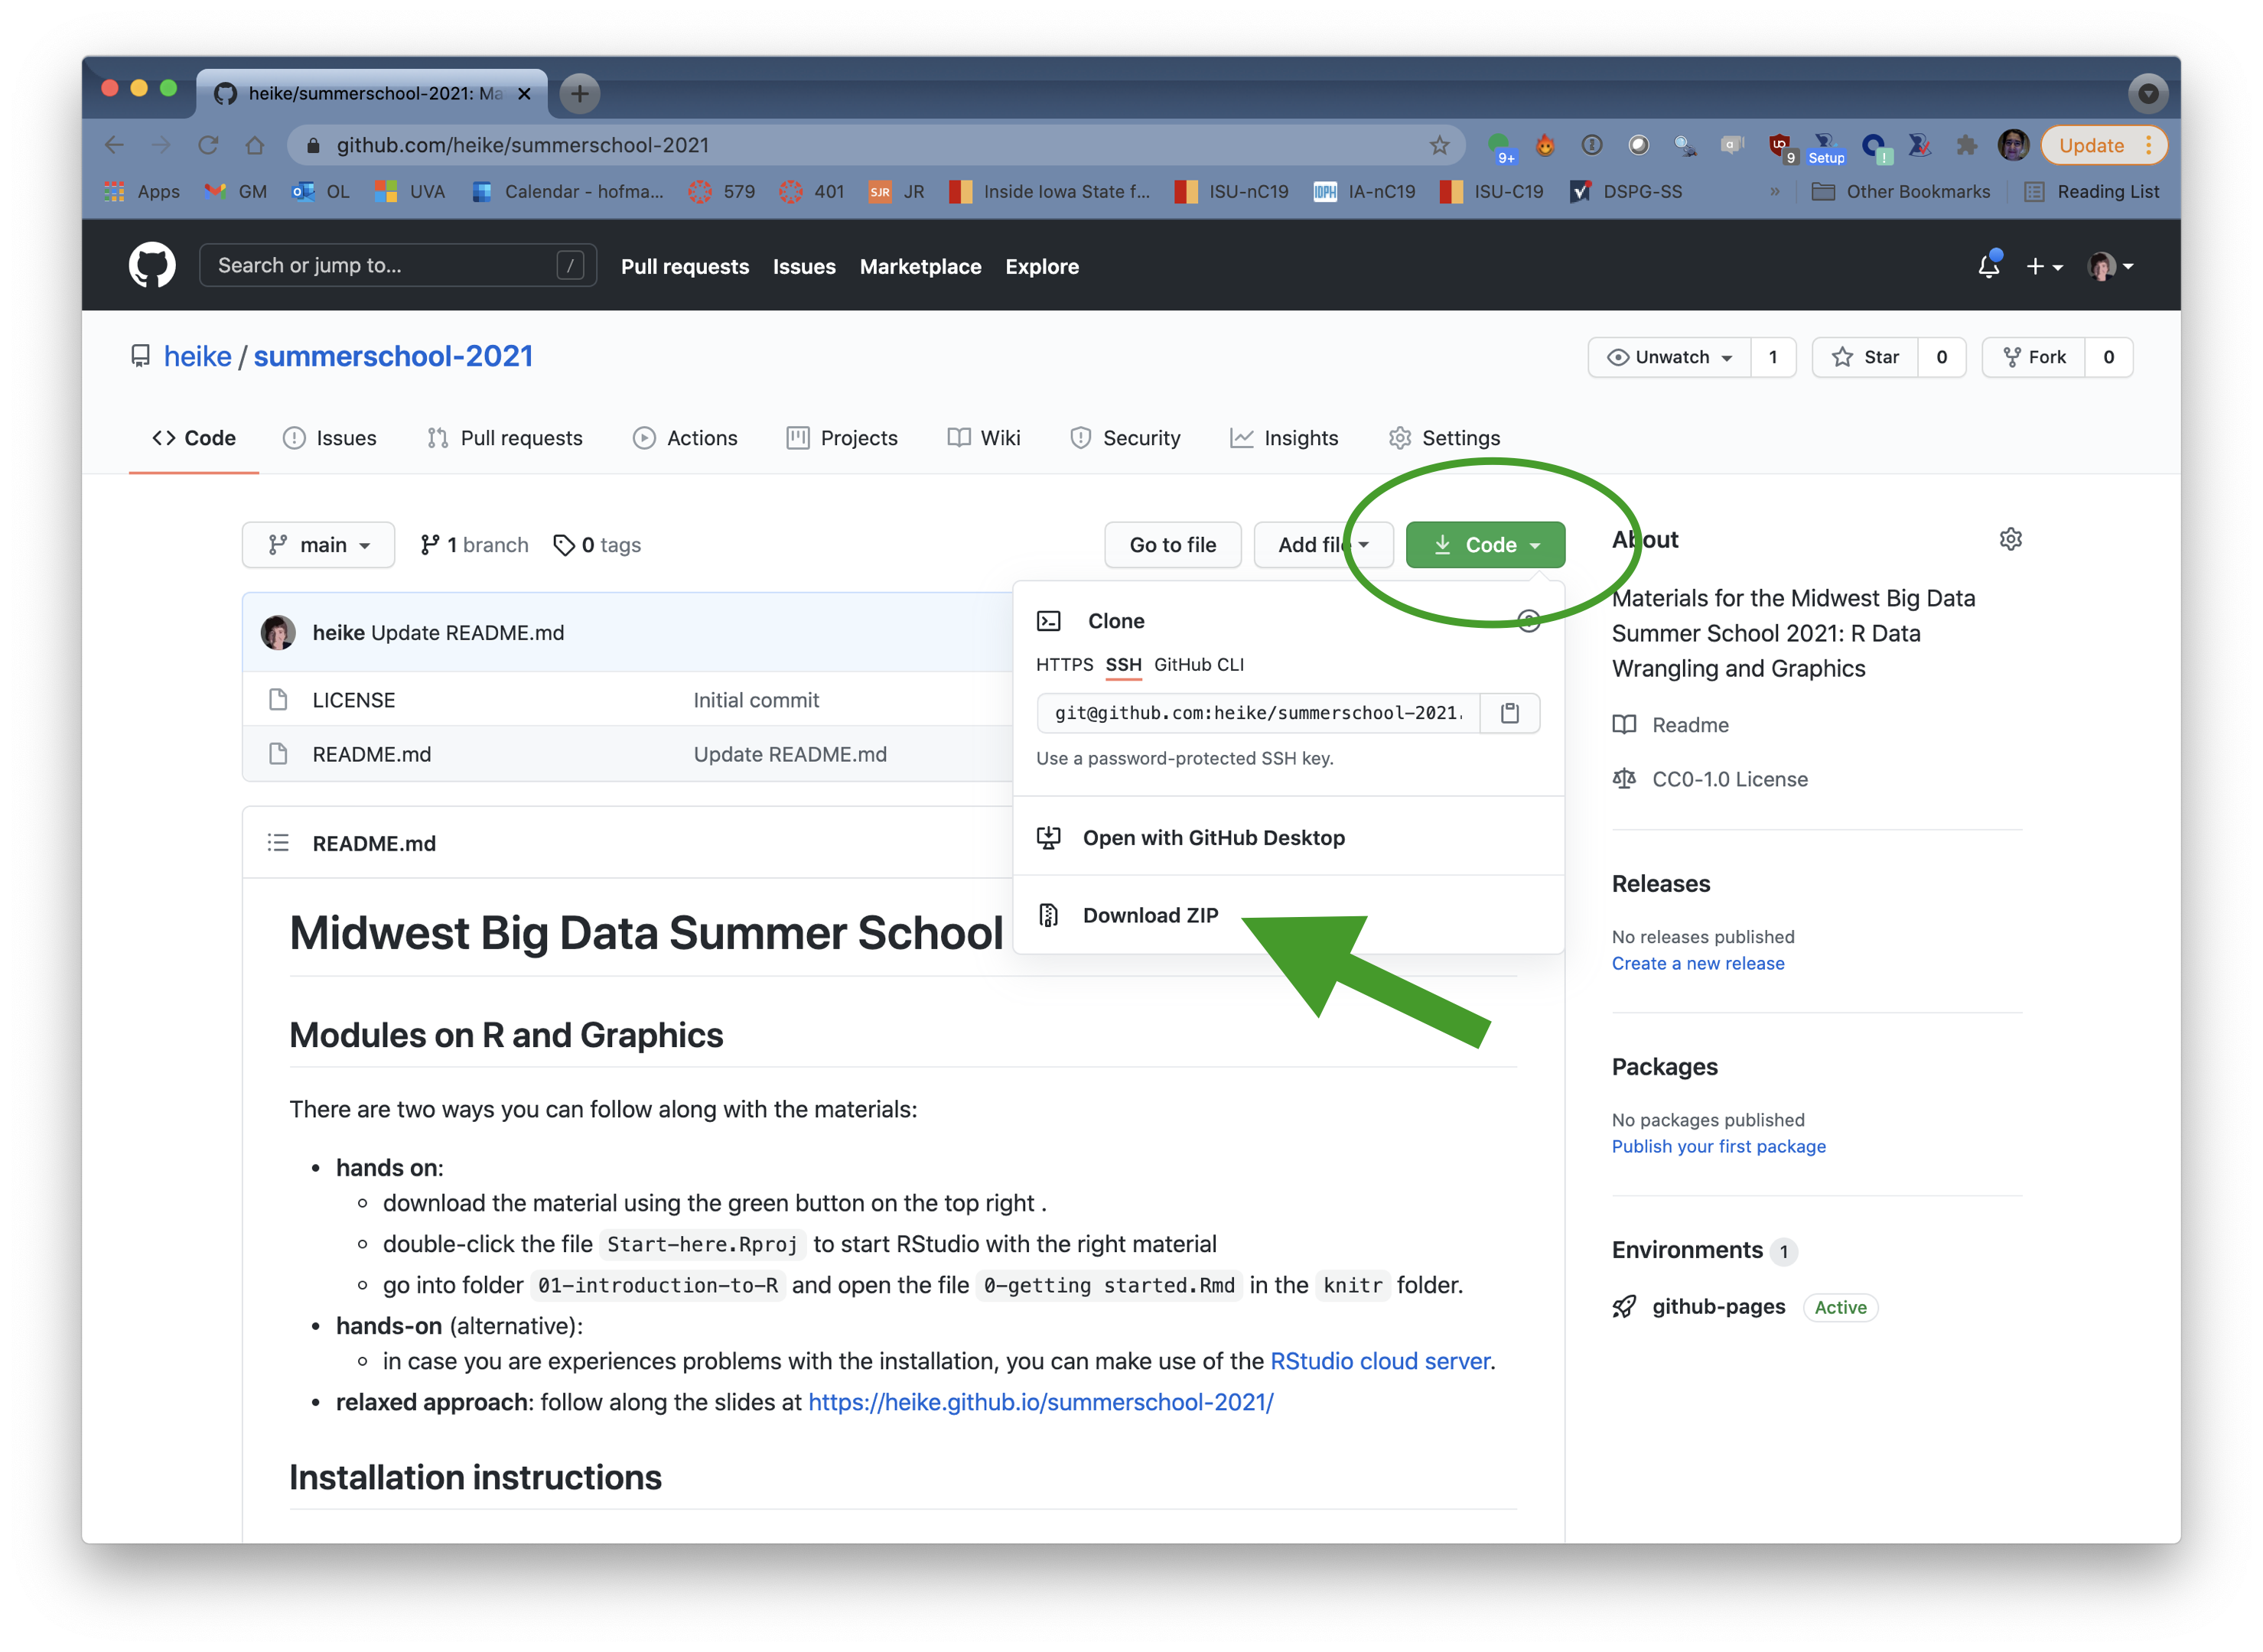 heike/summerschool-2021: Ma
github.com/heike/summerschool-2021
9+
9
Setup
!
Update
Apps GM OL UVA Calendar - hofma... 579 401 SJR JR Inside Iowa State f... ISU-nC19 IDPH IA-nC19 ISU-C19 DSPG-SS » Other Bookmarks Reading List
Search or jump to... / Pull requests Issues Marketplace Explore
heike / summerschool-2021 Unwatch 1 Star 0 Fork 0
Code Issues Pull requests Actions Projects Wiki Security Insights Settings
main 1 branch 0 tags Go to file Add file Code
Clone
HTTPS SSH GitHub CLI
git@github.com:heike/summerschool-2021.
Use a password-protected SSH key.
Open with GitHub Desktop
Download ZIP
heike Update README.md
LICENSE Initial commit
README.md Update README.md
README.md
Midwest Big Data Summer School
Modules on R and Graphics
There are two ways you can follow along with the materials:
• hands on:
download the material using the green button on the top right .
double-click the file Start-here.Rproj to start RStudio with the right material
go into folder 01-introduction-to-R and open the file 0-getting started.Rmd in the knitr folder.
• hands-on (alternative):
in case you are experiences problems with the installation, you can make use of the RStudio cloud server.
• relaxed approach: follow along the slides at https://heike.github.io/summerschool-2021/
Installation instructions
About
Materials for the Midwest Big Data
Summer School 2021: R Data
Wrangling and Graphics
Readme
CC0-1.0 License
Releases
No releases published
Create a new release
Packages
No packages published
Publish your first package
Environments 1
github-pages Active